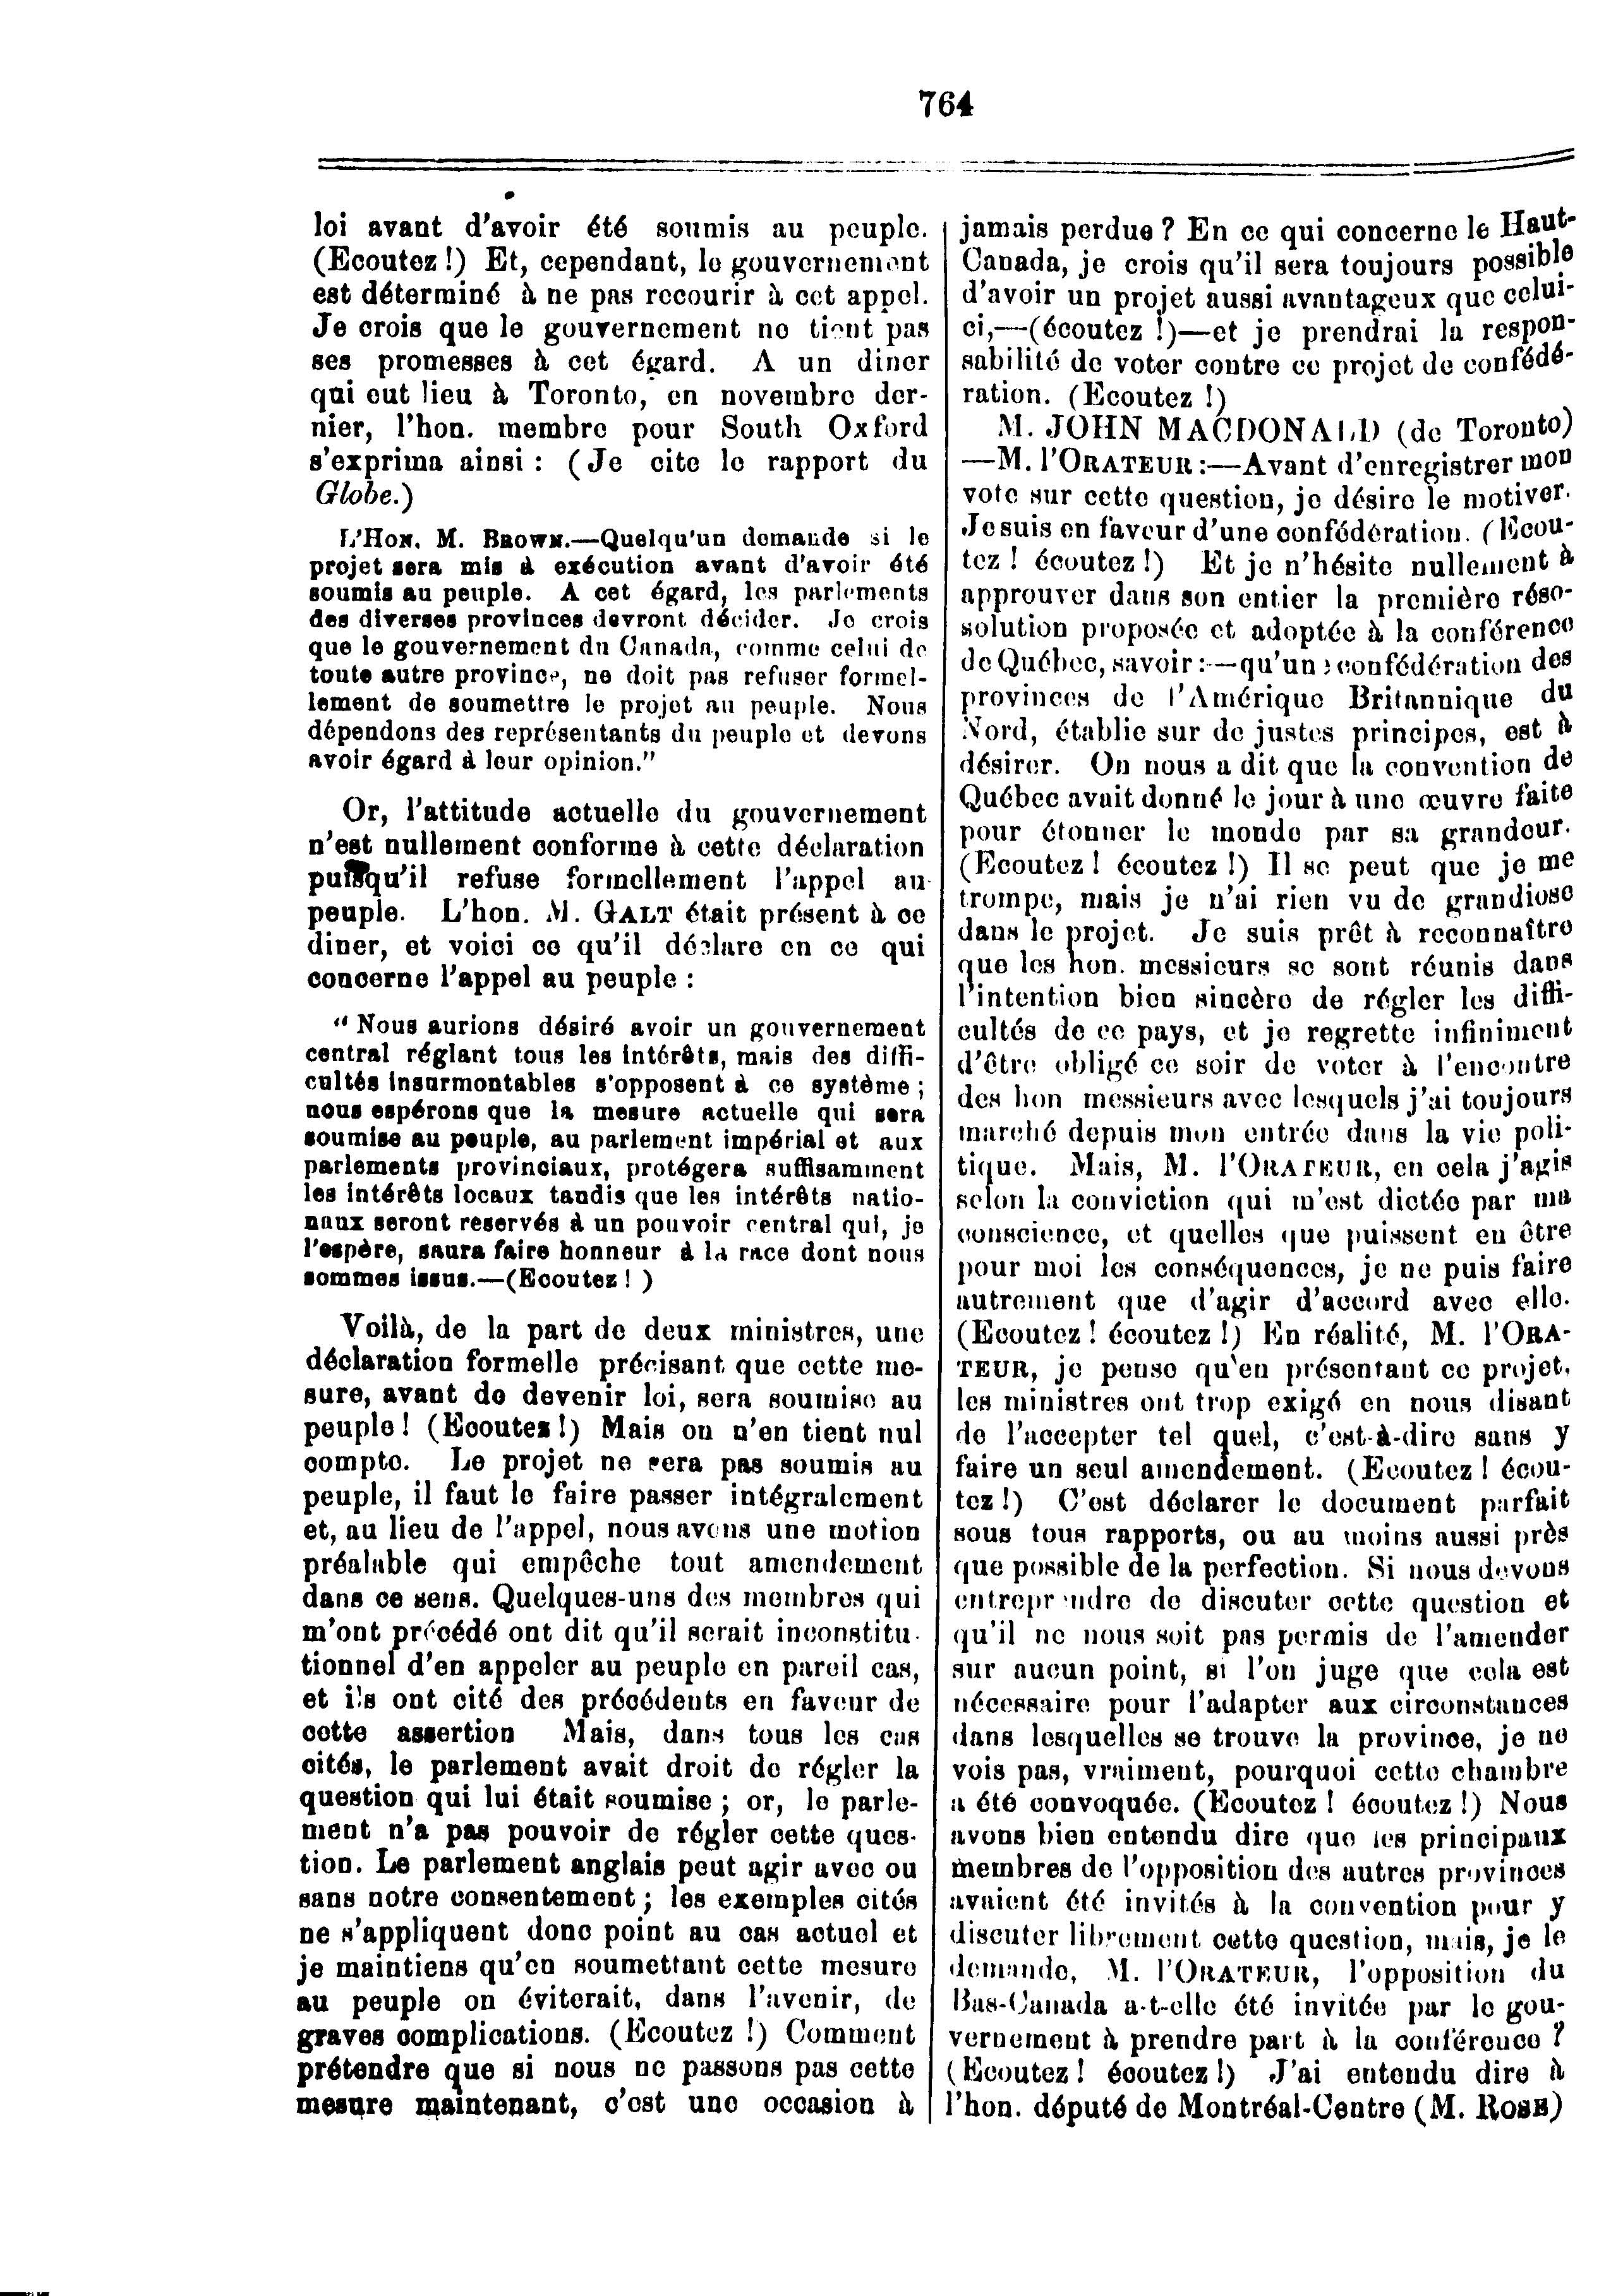 764
loi avant d'avoir été soumis au peuple.
(Ecoutez !) Et, cependant, le gouvernement
est déterminé à ne pas recourir à cet appel.
Je crois que le gouvernement ne tient pas
ses promesses à cet égard. A un diner
qui eut lieu à Toronto, en novembre der-
nier, l'hon. membre pour South Oxford
s'exprima ainsi : (Je cite le rapport du
Globe.)
L'HON. M. BROWN.—Quelqu'un demande si le
projet sera mis à exécution avant d'avoir été
soumis au peuple. A cet égard, les parlements
des diverses provinces devront décider. Je crois
que le gouvernement du Canada, comme celui de
toute autre province, ne doit pas refuser formel-
lement de soumettre le projet au peuple. Nous
dépendons des représentants du peuple et devons
avoir égard à leur opinion."
Or, l'attitude actuelle du gouvernement
n'est nullement conforme à cette déclaration
puisqu'il refuse formellement l'appel au
peuple. L'hon. M. GALT était présent à ce
diner, et voici ce qu'il déclare en ce qui
concerne l'appel au peuple :
" Nous aurions désiré avoir un gouvernement
central réglant tous les intérêts, mais des diffi-
cultés insurmontables s'opposent à ce système ;
nous espérons que la mesure actuelle qui sera
soumise au peuple, au parlement impérial et aux
parlements provinciaux, protégera suffisamment
les intérêts locaux tandis que les intérêts natio-
naux seront reservés à un pouvoir central qui, je
l'espère, saura faire honneur à la race dont nous
sommes issus.—(Ecoutez ! )
Voilà, de la part de deux ministres, une
déclaration formelle précisant que cette me-
sure, avant de devenir loi, sera soumise au
peuple ! (Ecoutez !) Mais on n'en tient nul
compte. Le projet ne sera pas soumis au
peuple, il faut le faire passer intégralement
et, au lieu de l'appel, nous avons une motion
préalable qui empêche tout amendement
dans ce sens. Quelques-uns des membres qui
m'ont précédé ont dit qu'il serait inconstitu-
tionnel d'en appeler au peuple en pareil cas,
et ils ont cité des précédents en faveur de
cette assertion Mais, dans tous les cas
cités, le parlement avait droit de régler la
question qui lui était soumise ; or, le parle-
ment n'a pas pouvoir de régler cette ques-
tion. Le parlement anglais peut agir avec ou
sans notre consentement ; les exemples cités
ne s'appliquent donc point au cas actuel et
je maintiens qu'en soumettant cette mesure
au peuple on éviterait, dans l'avenir, de
graves complications. (Ecoutez !) Comment
prétendre que si nous ne passons pas cette
mesure maintenant, c'est une occasion à
jamais perdue ? En ce qui concerne le Haut-
Canada, je crois qu'il sera toujours possible
d'avoir un projet aussi avantageux que celui-
ci,—(écoutez !)—et je prendrai la respon-
sabilité de voter contre ce projet de confédé-
ration. (Ecoutez !)
M. JOHN MACDONALD (de Toronto)
—M. l'ORATEUR :—Avant d'enregistrer mon
vote sur cette question, je désire le motiver.
Je suis en faveur d'une confédération. (Ecou-
tez ! écoutez !) Et je n'hésite nullement à
approuver dans son entier la première réso-
solution proposée et adoptée à la conférence
de Québec, savoir :—qu'une confédération des
provinces de l'Amérique Britannique du
Nord, établie sur de justes principes, est à
désirer. On nous a dit que la convention de
Québec avait donné le jour à une œuvre faite
pour étonner le monde par sa grandeur.
(Ecoutez ! écoutez !) Il se peut que je me
trompe, mais je n'ai rien vu de grandiose
dans le projet. Je suis prêt à reconnaître
que les hon. messieurs se sont réunis dans
l'intention bien sincère de régler les diffi-
cultés de ce pays, et je regrette infiniment
d'être obligé ce soir de voter à l'encontre
des hon messieurs avec lesquels j'ai toujours
marché depuis mon entrée dans la vie poli-
tique. Mais, M. l'ORATEUR, en cela j'agis
selon la conviction qui m'est dictée par ma
conscience, et quelles que puissent en être
pour moi les conséquences, je ne puis faire
autrement que d'agir d'accord avec elle.
(Ecoutez ! écoutez !) En réalité, M. l'ORA-
TEUR, je pense qu'en présentant ce projet,
les ministres ont trop exigé en nous disant
de l'accepter tel quel, c'est-à-dire sans y
faire un seul amendement. (Ecoutez ! écou-
tez !) C'est déclarer le document parfait
sous tous rapports, ou au moins aussi près
que possible de la perfection. Si nous devons
entreprendre de discuter cette question et
qu'il ne nous soit pas permis de l'amender
sur aucun point, si l'on juge que cela est
nécessaire pour l'adapter aux circonstances
dans lesquelles se trouve la province, je ne
vois pas, vraiment, pourquoi cette chambre
a été convoquée. (Ecoutez ! écoutez !) Nous
avons bien entendu dire que les principaux
membres de l'opposition des autres provinces
avaient été invités à la convention pour y
discuter librement cette question, mais, je le
demande, M. l'ORATEUR, l'opposition du
Bas-Canada a-t-elle été invitée par le gou-
vernement à prendre part à la conférence ?
(Ecoutez ! écoutez !) J'ai entendu dire à
l'hon. député de Montréal-Centre (M. ROSE)